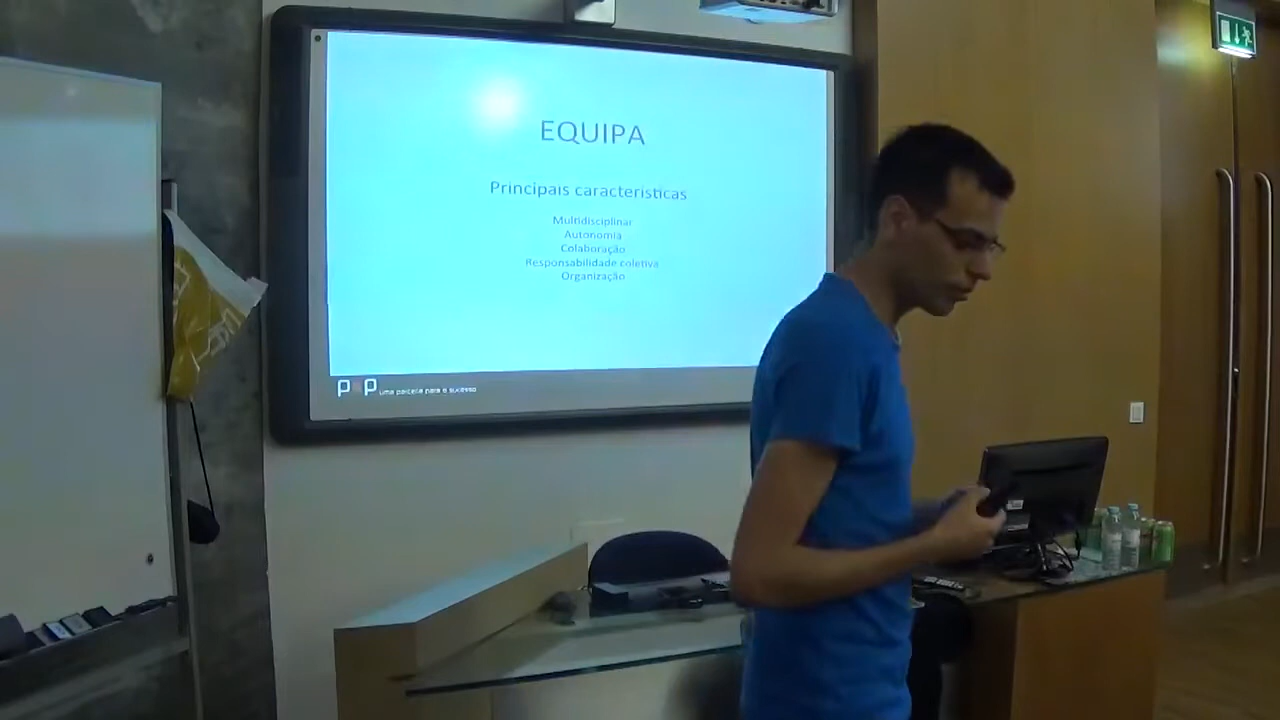 EQUIPA
Principais características
Multidisciplinar
Autonomia
Colaboração
Responsabilidade coletiva
Organização
uma parceria para o sucesso